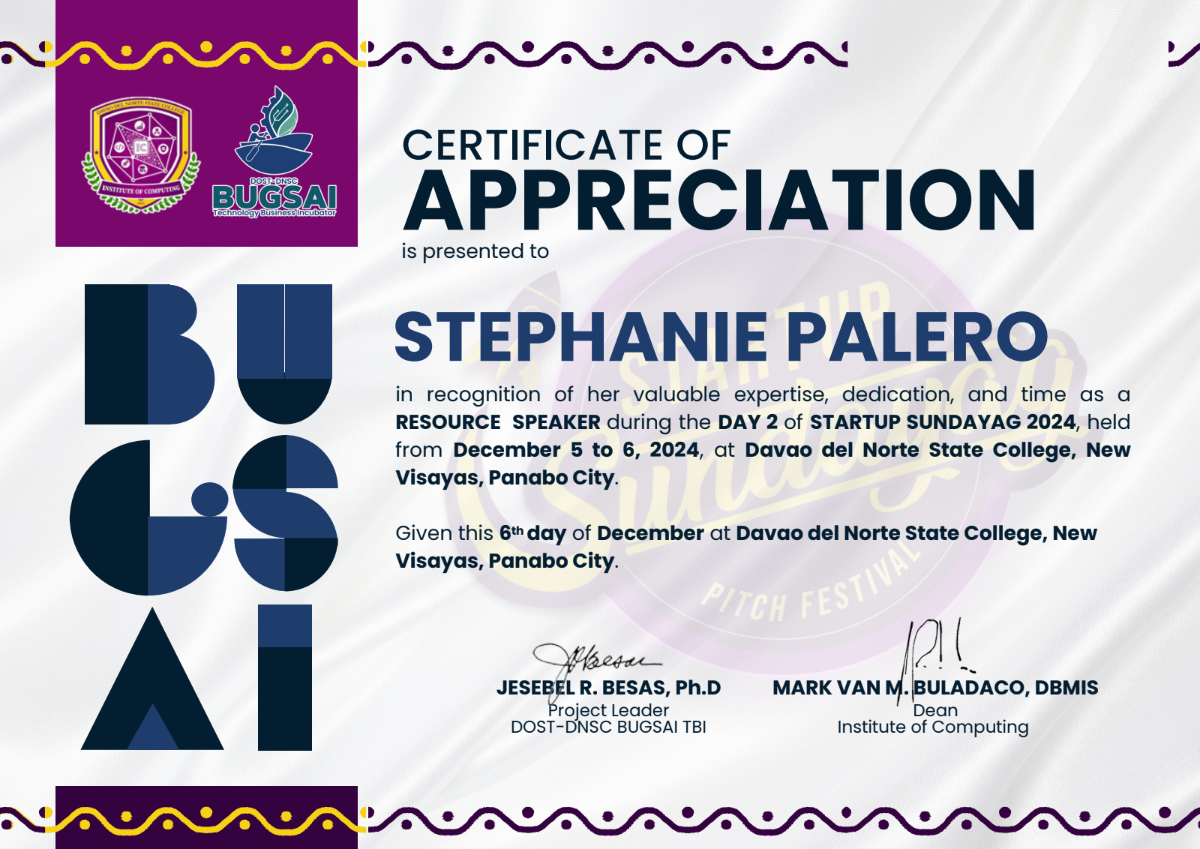 DAVAO DEL NORTE STATE COLLEGE
IC
INSTITUTE OF COMPUTING
DOST-DNSC
BUGSAI
Technology Business Incubator
BUGSAI
CERTIFICATE OF
APPRECIATION
is presented to
STEPHANIE PALERO
in recognition of her valuable expertise, dedication, and time as a
RESOURCE SPEAKER during the DAY 2 of STARTUP SUNDAYAG 2024, held
from December 5 to 6, 2024, at Davao del Norte State College, New
Visayas, Panabo City.
Given this 6th day of December at Davao del Norte State College, New
Visayas, Panabo City.
STARTUP
Sundayag
PITCH FESTIVAL
JESEBEL R. BESAS, Ph.D
Project Leader
DOST-DNSC BUGSAI TBI
MARK VAN M. BULADACO, DBMIS
Dean
Institute of Computing